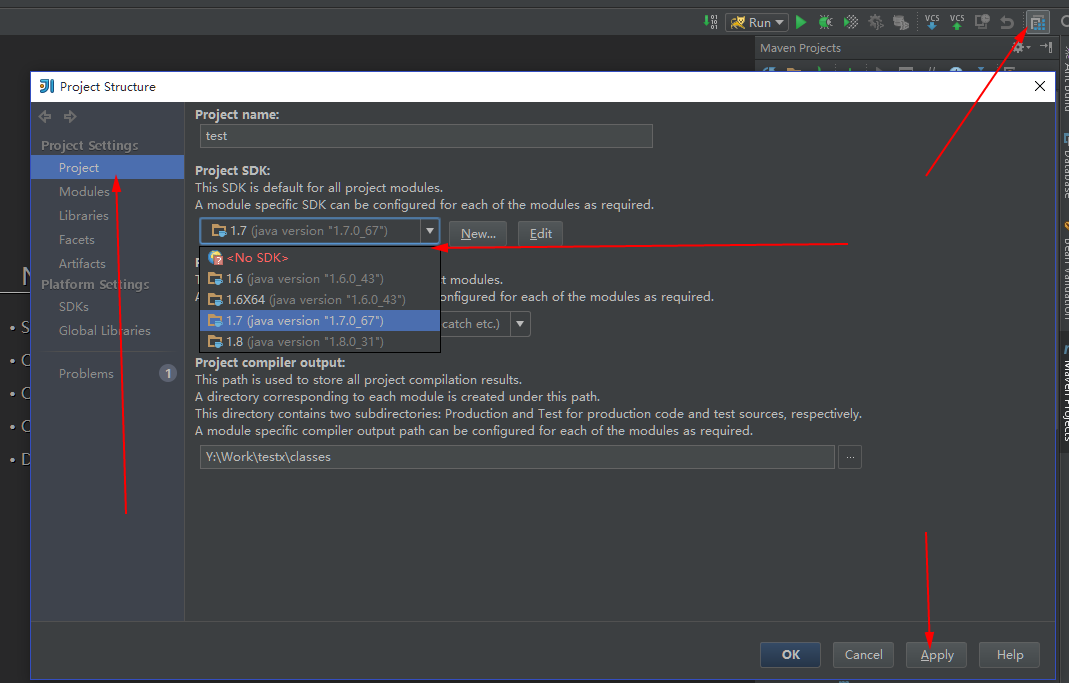 Run
VCS
VCS
Maven Projects
Project Structure
Project Settings
Project
Modules
Libraries
Facets
Artifacts
Platform Settings
SDKs
Global Libraries
Problems
1
Project name:
test
Project SDK:
This SDK is default for all project modules.
A module specific SDK can be configured for each of the modules as required.
1.7 (java version "1.7.0_67")
New...
Edit
<No SDK>
1.6 (java version "1.6.0_43")
t modules.
1.6X64 (java version "1.6.0_43")
onfigured for each of the modules as required.
1.7 (java version "1.7.0_67")
catch etc.)
1.8 (java version "1.8.0_31")
Project compiler output:
This path is used to store all project compilation results.
A directory corresponding to each module is created under this path.
This directory contains two subdirectories: Production and Test for production code and test sources, respectively.
A module specific compiler output path can be configured for each of the modules as required.
Y:\Work\testx\classes
...
OK
Cancel
Apply
Help
Database
Maven Projects